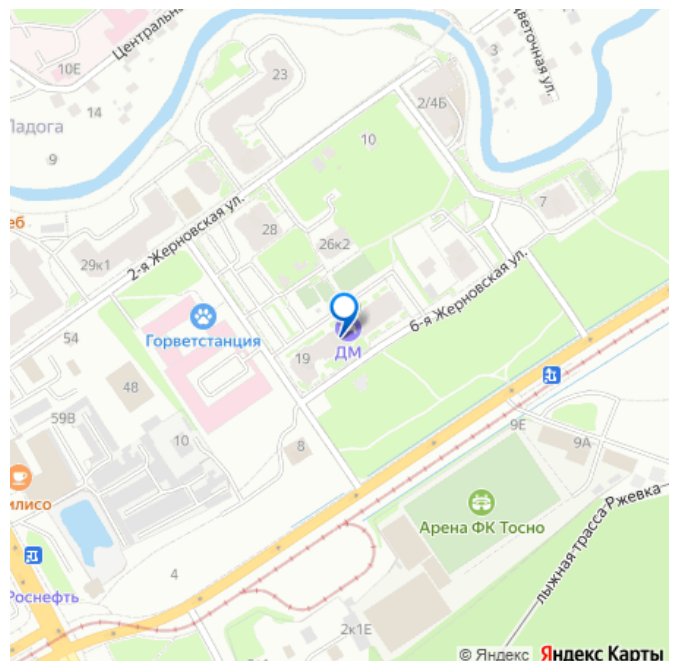 Центральна
10Е
14
Ладога
9
23
3
Цветочная ул.
2/4Б
10
7
еб
29к1
2-я Жерновская ул.
28
26к2
6-я Жерновская ул.
Горветстанция
ДМ
19
54
48
59В
10
8
9Е
9А
илисо
Арена ФК Тосно
лыжная трасса Ржевка
4
Роснефть
2к1Е
© Яндекс Яндекс Карты